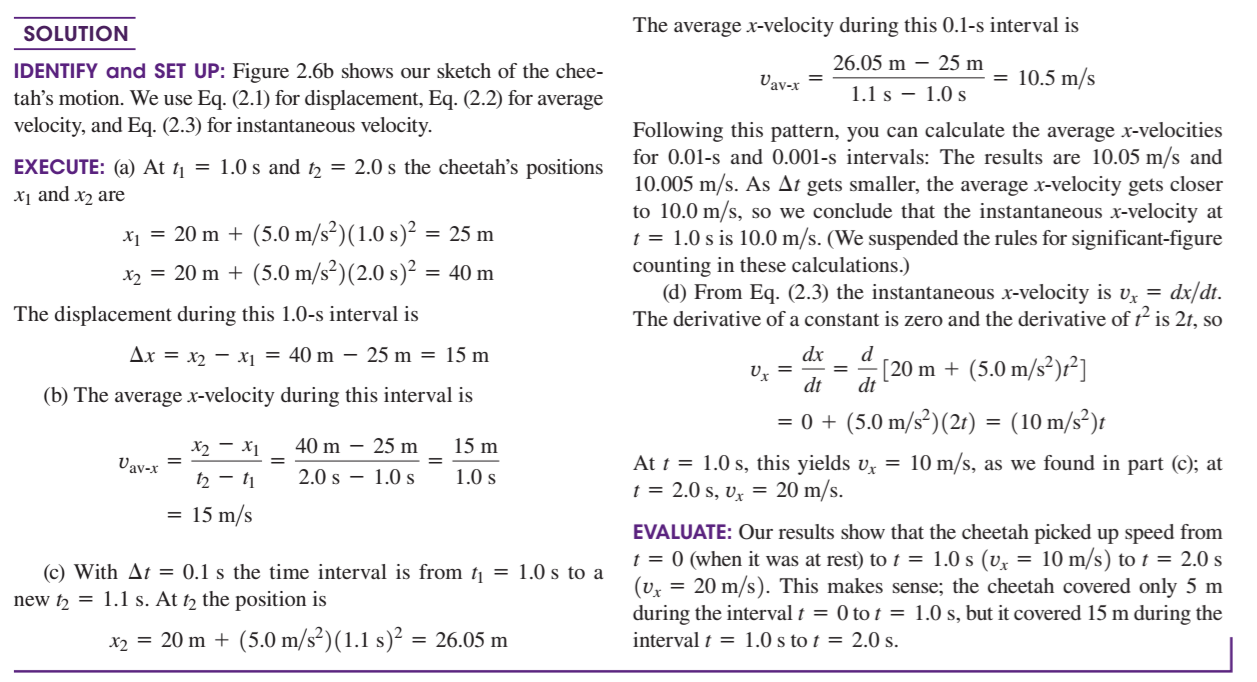 SOLUTION
IDENTIFY and SET UP: Figure 2.6b shows our sketch of the chee-
tah's motion. We use Eq. (2.1) for displacement, Eq. (2.2) for average
velocity, and Eq. (2.3) for instantaneous velocity.
EXECUTE: (a) At t₁ = 1.0 s and t₂ = 2.0 s the cheetah's positions
x₁ and x₂ are
x₁ = 20 m + (5.0 m/s²)(1.0 s)² = 25 m
x₂ = 20 m + (5.0 m/s²)(2.0 s)² = 40 m
The displacement during this 1.0-s interval is
Δx = x₂ − x₁ = 40 m − 25 m = 15 m
(b) The average x-velocity during this interval is
υav-x = (x₂ − x₁)/(t₂ − t₁) = (40 m − 25 m)/(2.0 s − 1.0 s) = 15 m/1.0 s
= 15 m/s
(c) With Δt = 0.1 s the time interval is from t₁ = 1.0 s to a
new t₂ = 1.1 s. At t₂ the position is
x₂ = 20 m + (5.0 m/s²)(1.1 s)² = 26.05 m
The average x-velocity during this 0.1-s interval is
υav-x = (26.05 m − 25 m)/(1.1 s − 1.0 s) = 10.5 m/s
Following this pattern, you can calculate the average x-velocities
for 0.01-s and 0.001-s intervals: The results are 10.05 m/s and
10.005 m/s. As Δt gets smaller, the average x-velocity gets closer
to 10.0 m/s, so we conclude that the instantaneous x-velocity at
t = 1.0 s is 10.0 m/s. (We suspended the rules for significant-figure
counting in these calculations.)
(d) From Eq. (2.3) the instantaneous x-velocity is υₓ = dx/dt.
The derivative of a constant is zero and the derivative of t² is 2t, so
υₓ = dx/dt = d/dt [20 m + (5.0 m/s²)t²]
= 0 + (5.0 m/s²)(2t) = (10 m/s²)t
At t = 1.0 s, this yields υₓ = 10 m/s, as we found in part (c); at
t = 2.0 s, υₓ = 20 m/s.
EVALUATE: Our results show that the cheetah picked up speed from
t = 0 (when it was at rest) to t = 1.0 s (υₓ = 10 m/s) to t = 2.0 s
(υₓ = 20 m/s). This makes sense; the cheetah covered only 5 m
during the interval t = 0 to t = 1.0 s, but it covered 15 m during the
interval t = 1.0 s to t = 2.0 s.